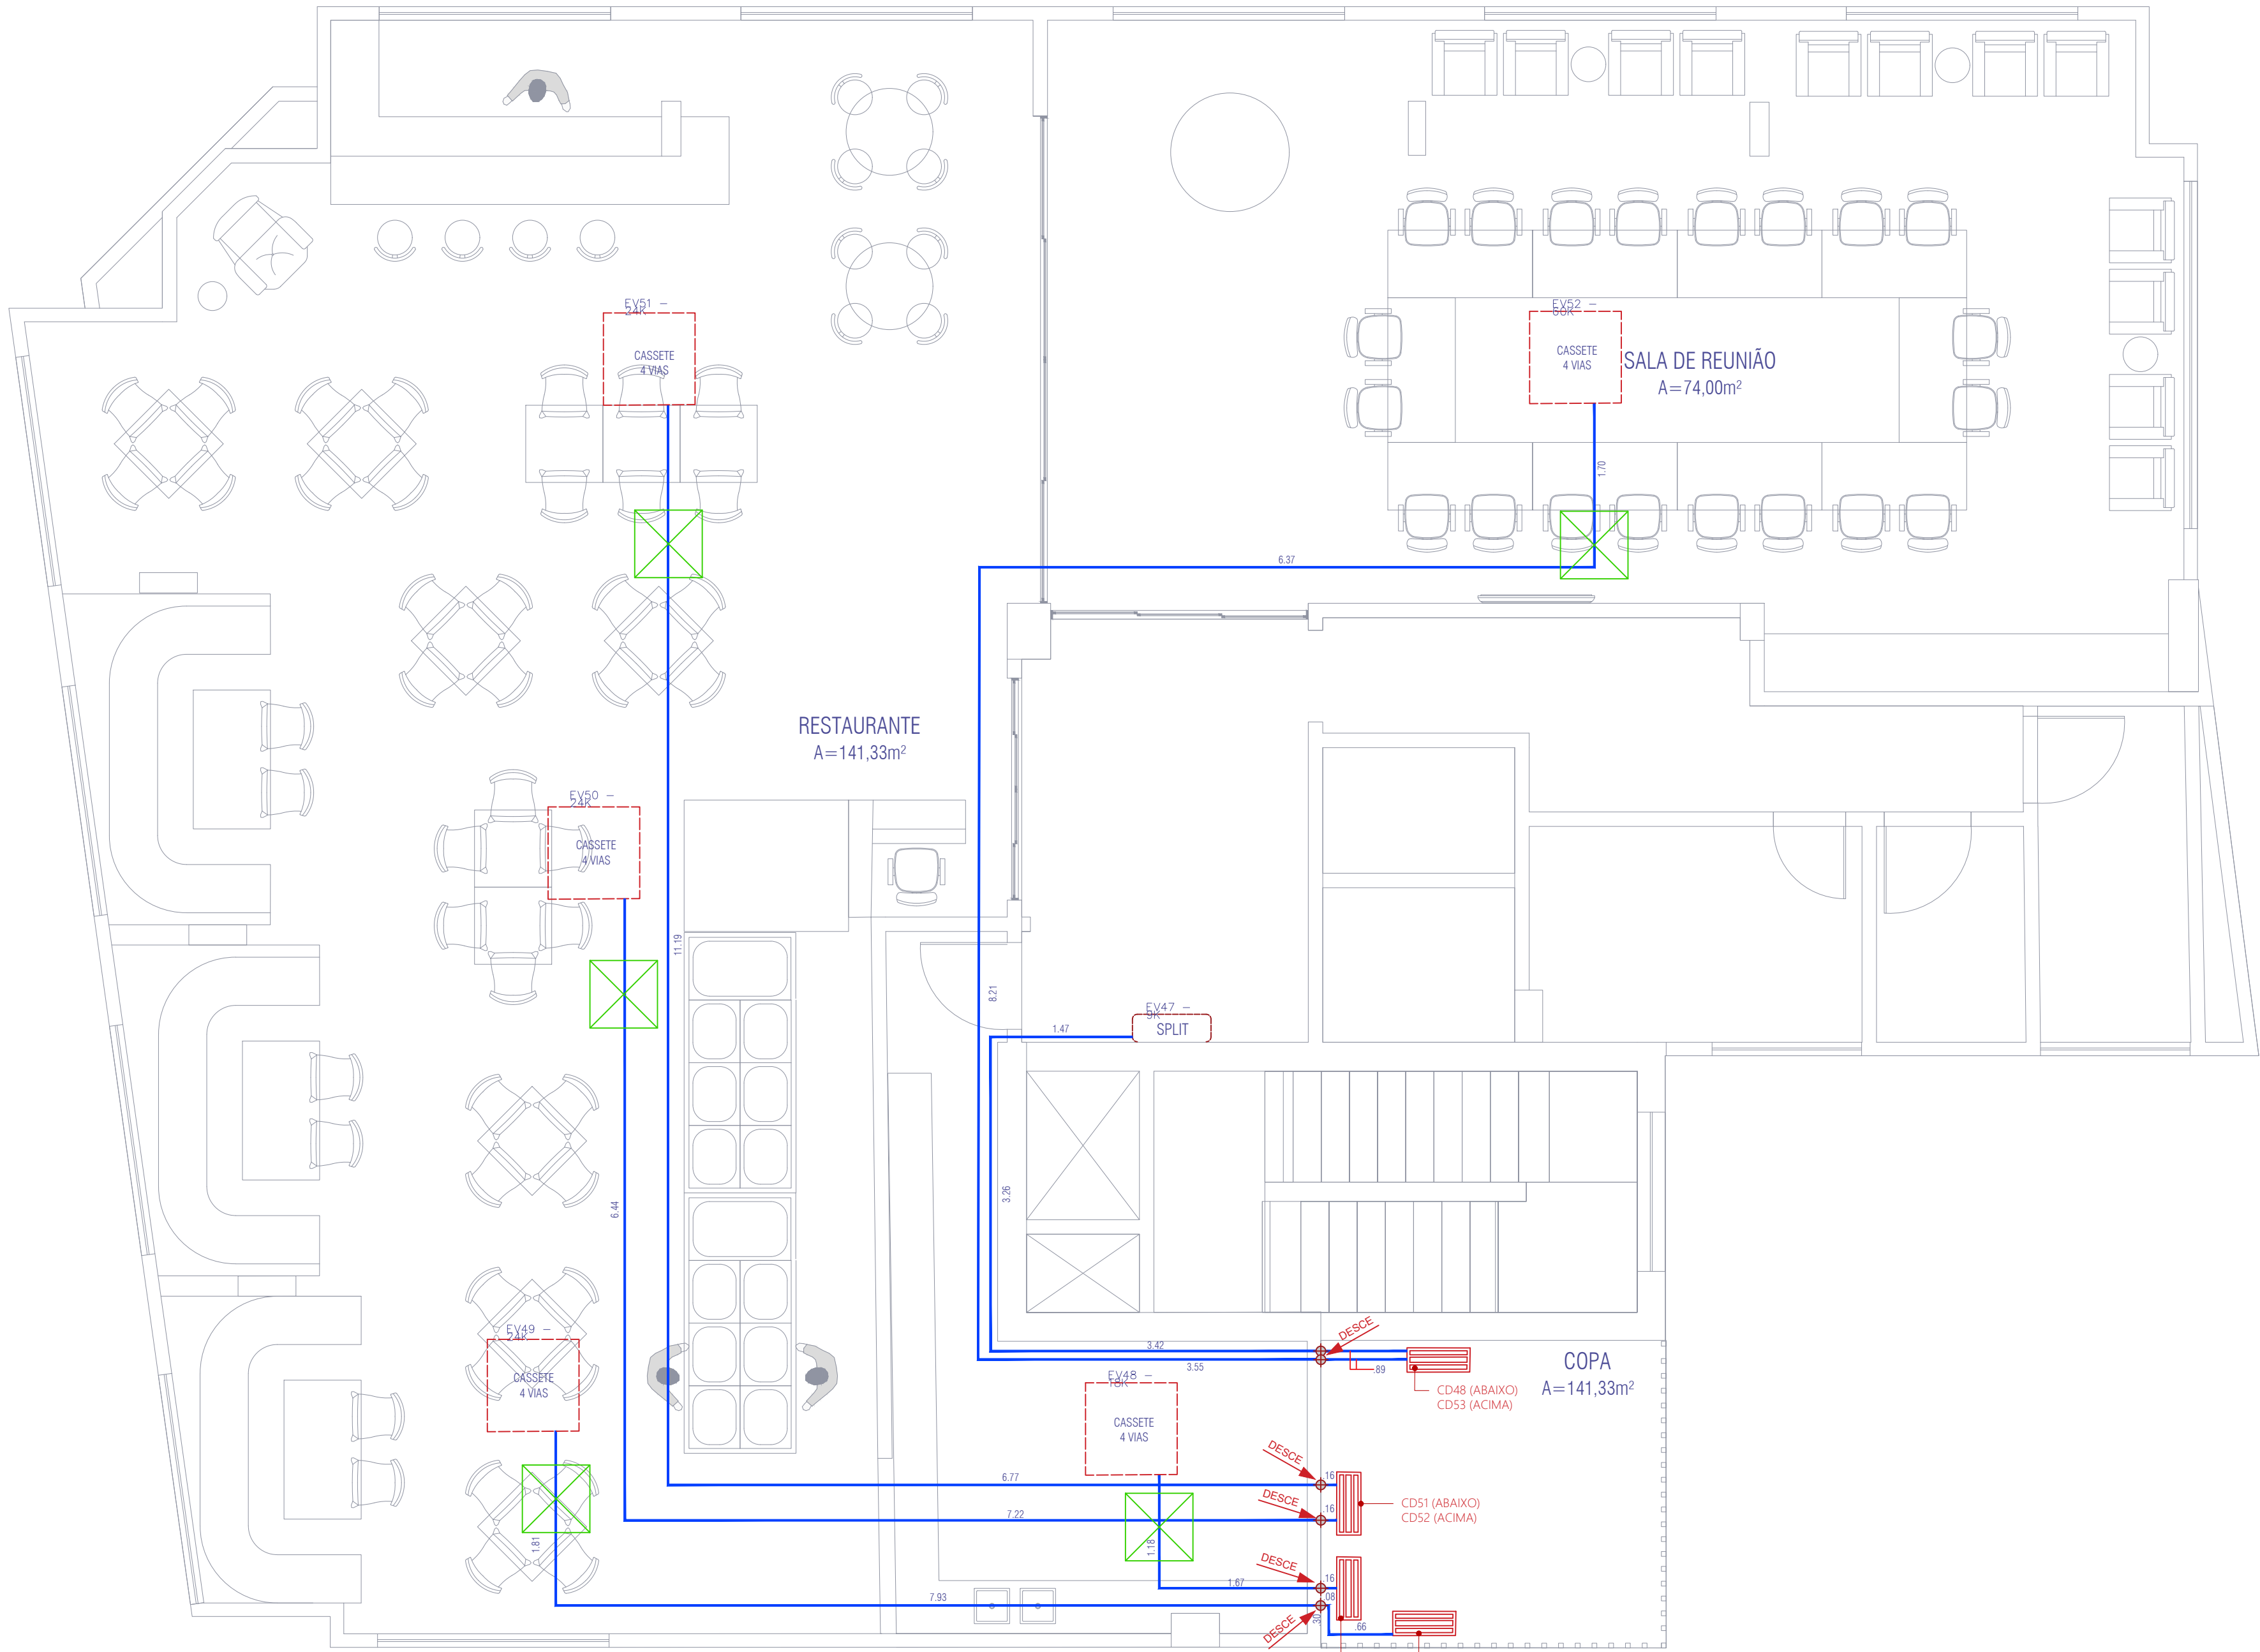 EV51 -
24K
CASSETE
4 VIAS
EV52 -
60K
CASSETE
4 VIAS
SALA DE REUNIÃO
A=74,00m²
1.70
6.37
RESTAURANTE
A=141,33m²
EV50 -
24K
CASSETE
4 VIAS
11.19
8.21
EV47 -
9K
SPLIT
1.47
3.26
6.44
EV49 -
24K
CASSETE
4 VIAS
DESCE
3.42
3.55
.89
COPA
A=141,33m²
CD48 (ABAIXO)
CD53 (ACIMA)
EV48 -
18K
CASSETE
4 VIAS
DESCE
6.77
.16
DESCE
7.22
.16
CD51 (ABAIXO)
CD52 (ACIMA)
1.81
1.18
DESCE
1.67
.16
7.93
.08
DESCE
.30
.66